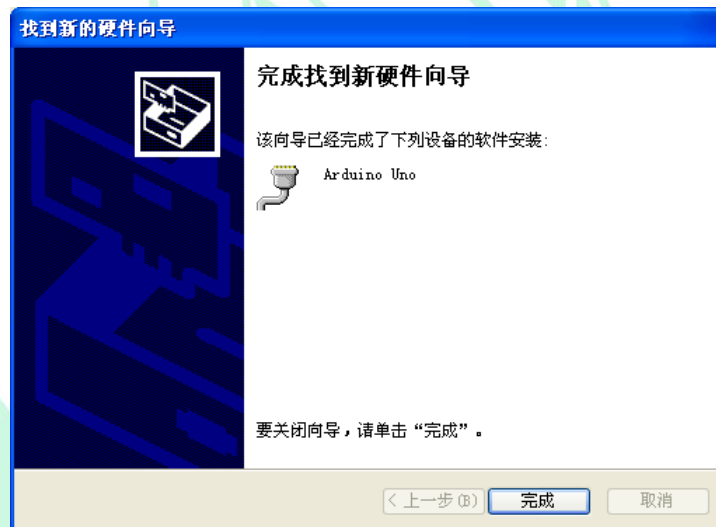 找到新的硬件向导
完成找到新硬件向导
该向导已经完成了下列设备的软件安装:
Arduino Uno
要关闭向导，请单击“完成”。
< 上一步(B)
完成
取消